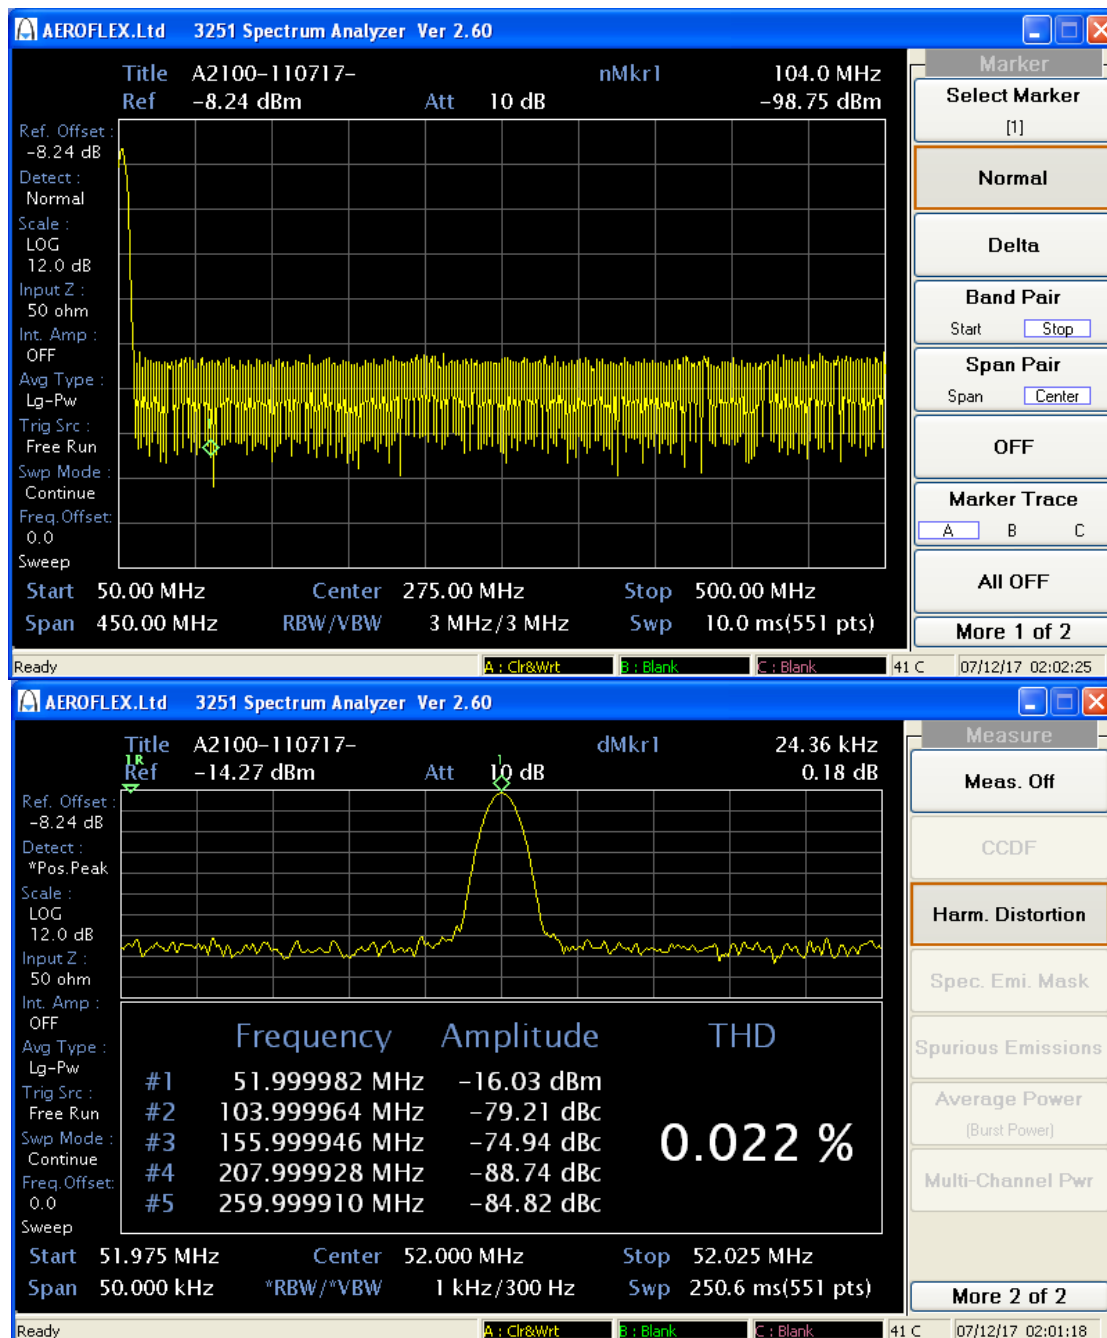 AEROFLEX.Ltd 3251 Spectrum Analyzer Ver 2.60
Title A2100-110717- nMkr1 104.0 MHz
Ref -8.24 dBm Att 10 dB -98.75 dBm
Ref. Offset :
-8.24 dB
Detect :
Normal
Scale :
LOG
12.0 dB
Input Z :
50 ohm
Int. Amp :
OFF
Avg Type :
Lg-Pw
Trig Src :
Free Run
Swp Mode :
Continue
Freq.Offset:
0.0
Sweep
Start 50.00 MHz Center 275.00 MHz Stop 500.00 MHz
Span 450.00 MHz RBW/VBW 3 MHz/3 MHz Swp 10.0 ms(551 pts)
Marker
Select Marker
[1]
Normal
Delta
Band Pair
Start Stop
Span Pair
Span Center
OFF
Marker Trace
A B C
All OFF
More 1 of 2
Ready A : Clr&Wrt B : Blank C : Blank 41 C 07/12/17 02:02:25
AEROFLEX.Ltd 3251 Spectrum Analyzer Ver 2.60
Title A2100-110717- dMkr1 24.36 kHz
1R 1
Ref -14.27 dBm Att 10 dB 0.18 dB
Ref. Offset :
-8.24 dB
Detect :
*Pos.Peak
Scale :
LOG
12.0 dB
Input Z :
50 ohm
Int. Amp :
OFF
Avg Type :
Lg-Pw
Trig Src :
Free Run
Swp Mode :
Continue
Freq.Offset:
0.0
Sweep
Frequency Amplitude THD
#1 51.999982 MHz -16.03 dBm
#2 103.999964 MHz -79.21 dBc
#3 155.999946 MHz -74.94 dBc
#4 207.999928 MHz -88.74 dBc
#5 259.999910 MHz -84.82 dBc
0.022 %
Start 51.975 MHz Center 52.000 MHz Stop 52.025 MHz
Span 50.000 kHz *RBW/*VBW 1 kHz/300 Hz Swp 250.6 ms(551 pts)
Measure
Meas. Off
CCDF
Harm. Distortion
Spec. Emi. Mask
Spurious Emissions
Average Power
(Burst Power)
Multi-Channel Pwr
More 2 of 2
Ready A : Clr&Wrt B : Blank C : Blank 41 C 07/12/17 02:01:18